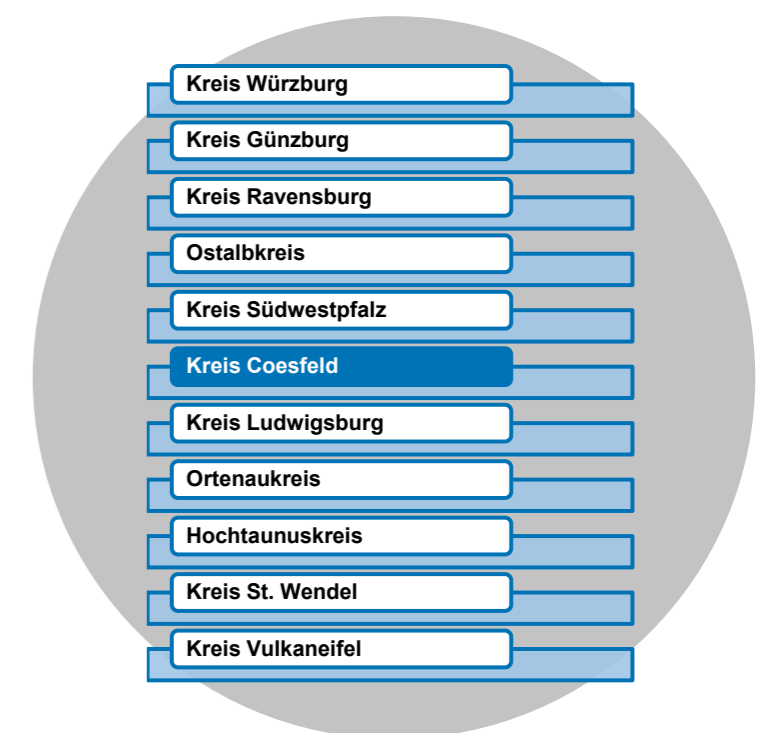 Kreis Würzburg
Kreis Günzburg
Kreis Ravensburg
Ostalbkreis
Kreis Südwestpfalz
Kreis Coesfeld
Kreis Ludwigsburg
Ortenaukreis
Hochtaunuskreis
Kreis St. Wendel
Kreis Vulkaneifel